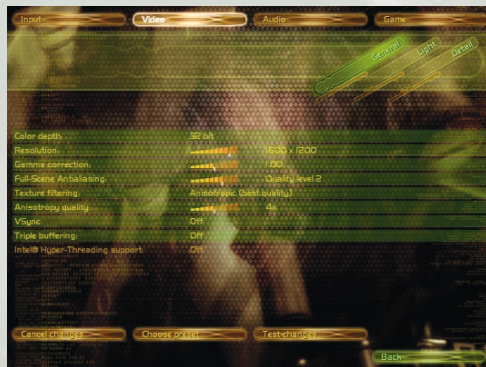 Input Video Audio Game
General Light Detail
Color depth: 32 bit
Resolution: 1600 x 1200
Gamma correction: 1.00
Full-Scene Antialiasing: Quality level 2
Texture filtering: Anisotropic (best quality)
Anisotropy quality: 4x
VSync Off
Triple buffering: Off
Intel® Hyper-Threading support: Off
Cancel changes Choose preset Test changes
Back